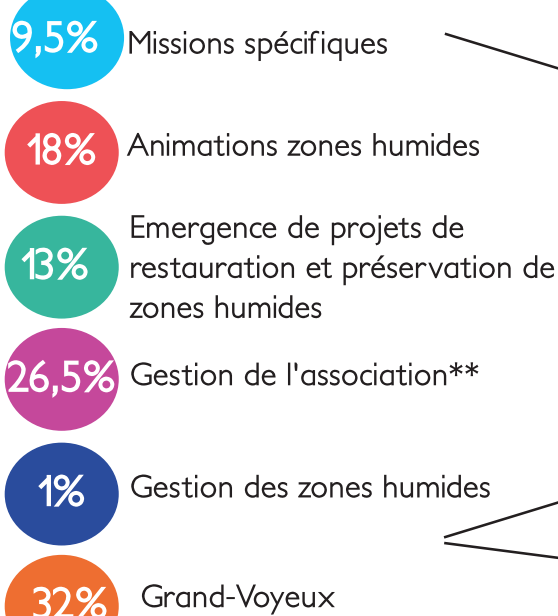 9,5% Missions spécifiques
18% Animations zones humides
13% Emergence de projets de
restauration et préservation de
zones humides
26,5% Gestion de l'association**
1% Gestion des zones humides
32% Grand-Voyeux